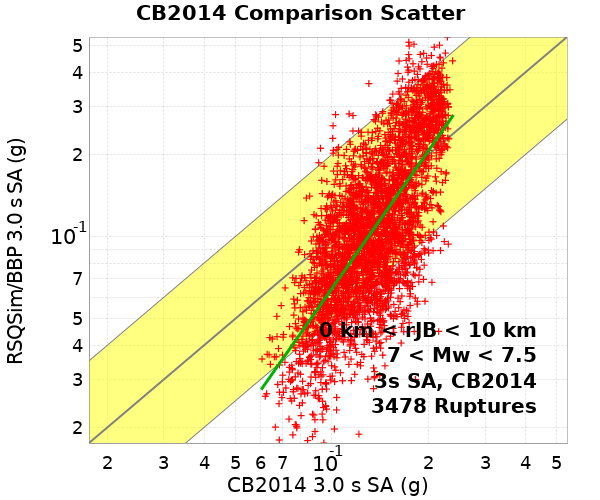 CB2014 Comparison Scatter
RSQSim/BBP 3.0 s SA (g)
5
4
3
2
10-1
7
5
4
3
2
0 km < rJB < 10 km
7 < Mw < 7.5
3s SA, CB2014
3478 Ruptures
2 3 4 5 6 7 10-1 2 3 4 5
CB2014 3.0 s SA (g)